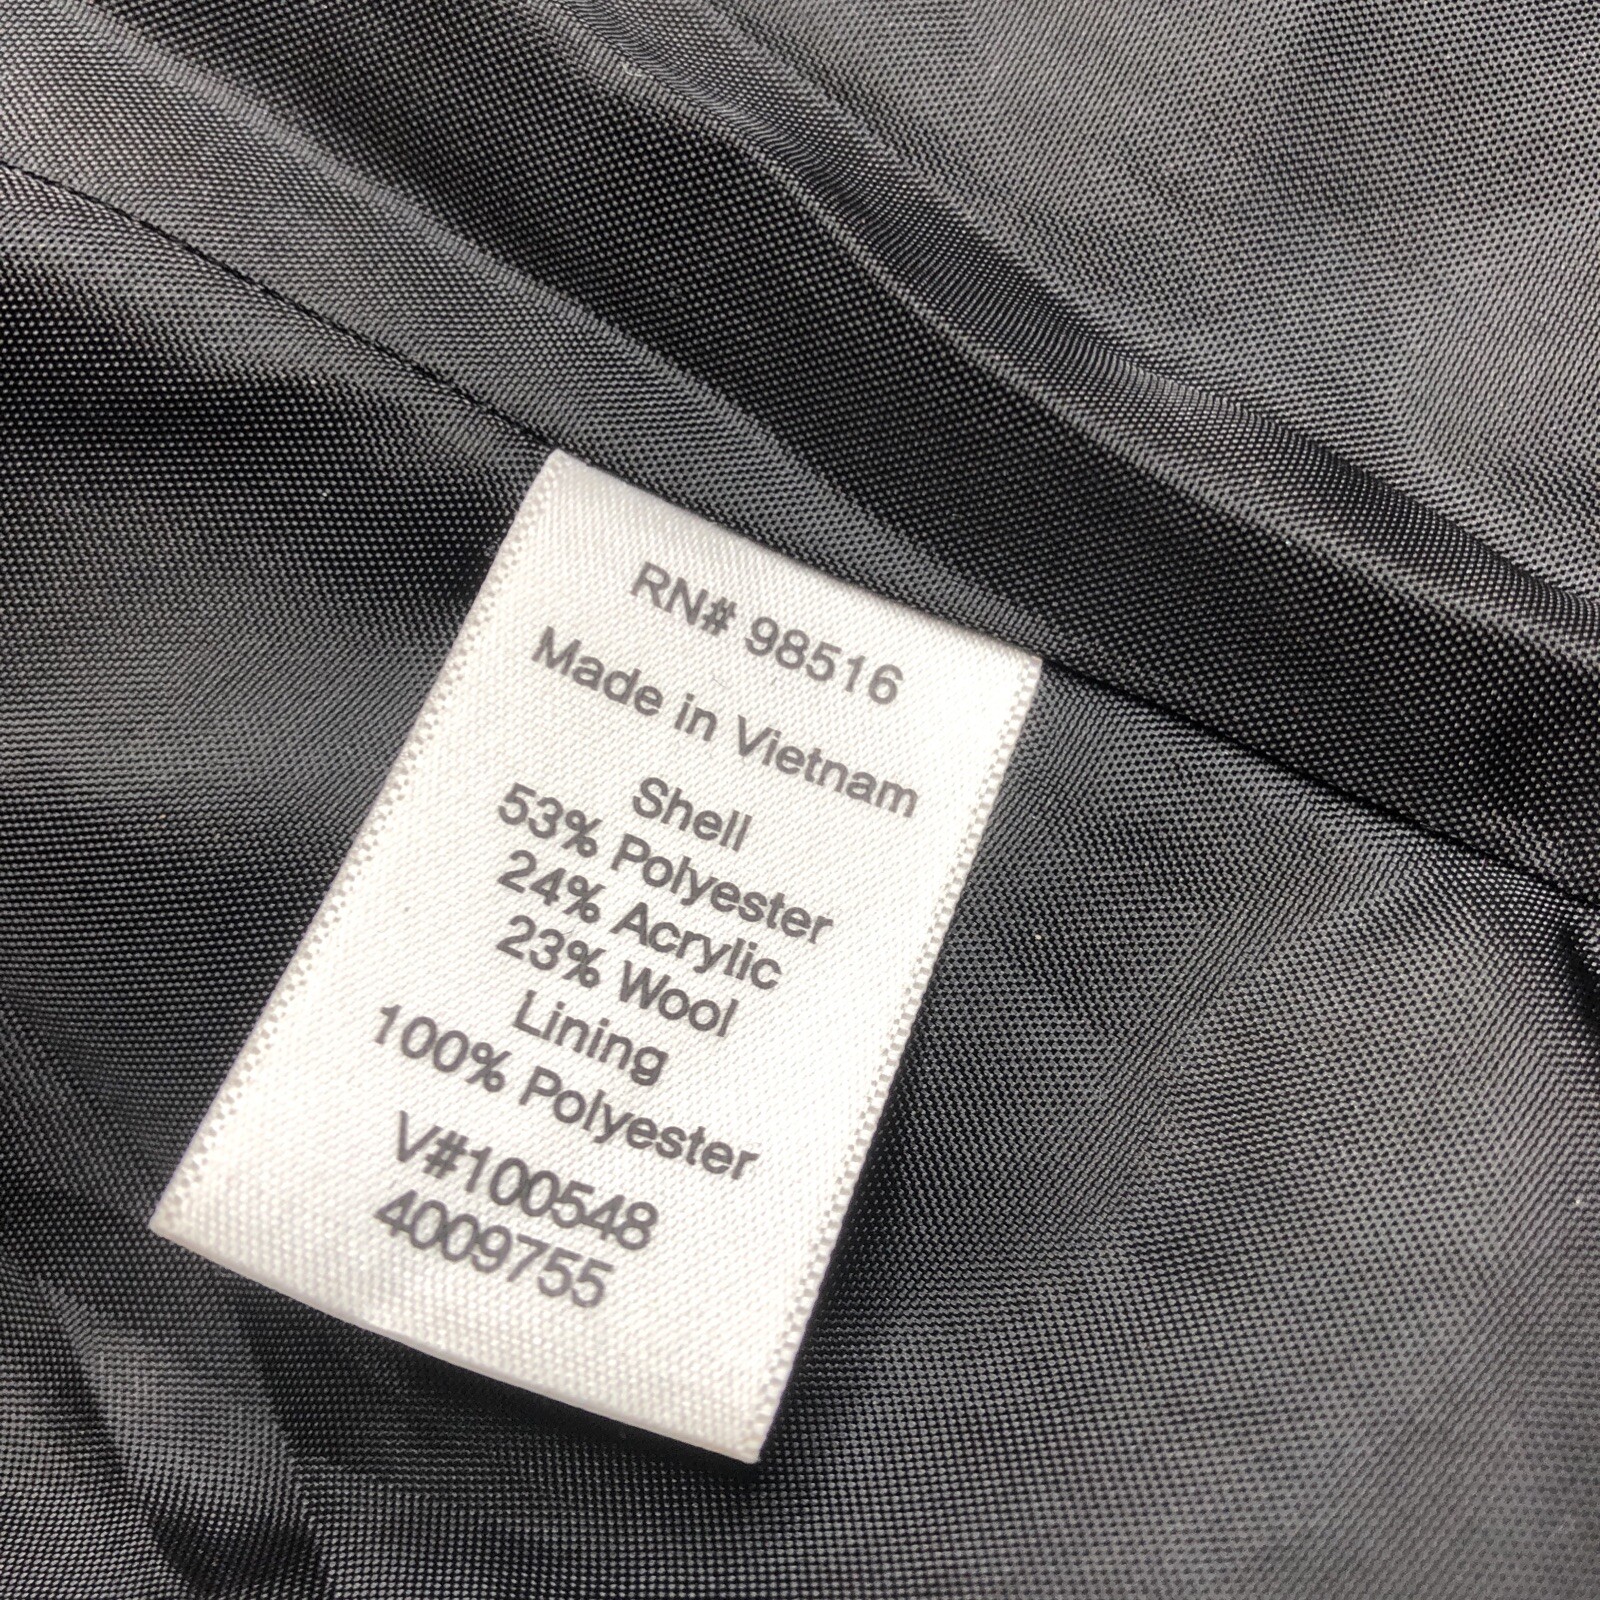 RN# 98516
Made in Vietnam
Shell
53% Polyester
24% Acrylic
23% Wool
Lining
100% Polyester
V#100548
4009755